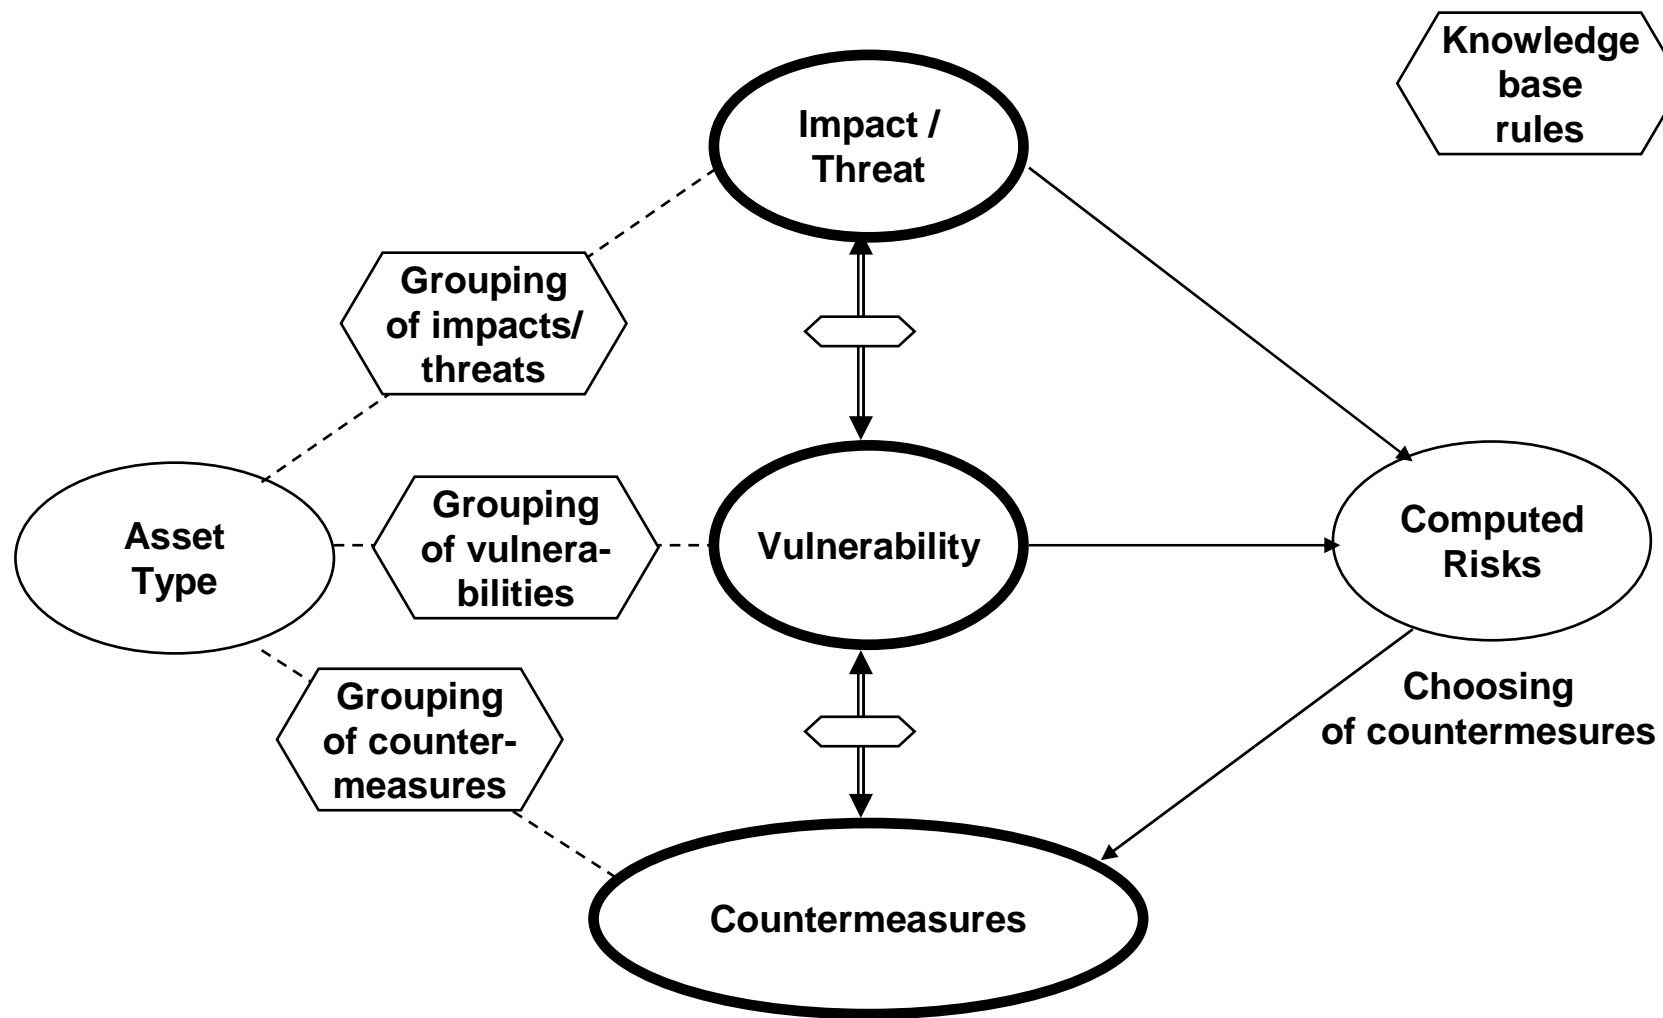 Knowledge
base
rules
Impact /
Threat
Grouping
of impacts/
threats
Asset
Type
Grouping
of vulnera-
bilities
Vulnerability
Computed
Risks
Grouping
of counter-
measures
Choosing
of countermesures
Countermeasures